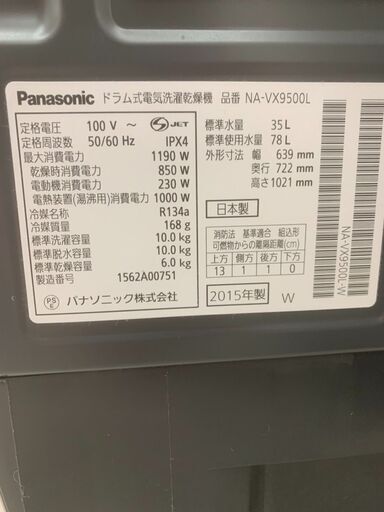 Panasonic ドラム式電気洗濯乾燥機 品番 NA-VX9500L
定格電圧 100 V ～
定格周波数 50/60 Hz
JET
IPX4
最大消費電力 1190 W
乾燥時消費電力 850 W
電動機消費電力 230 W
電熱装置(湯沸用)消費電力 1000 W
冷媒名称 R134a
冷媒質量 168 g
標準洗濯容量 10.0 kg
標準脱水容量 10.0 kg
標準乾燥容量 6.0 kg
製造番号 1562A00751
PS
E
パナソニック株式会社
標準水量 35 L
標準使用水量 78 L
外形寸法 幅 639 mm
奥行 722 mm
高さ 1021 mm
日本製
消防法 基準適合 組込形
可燃物からの離隔距離(cm)
上方 側方 後方 下方
13 1 1 0
2015年製 W
NA-VX9500L-W